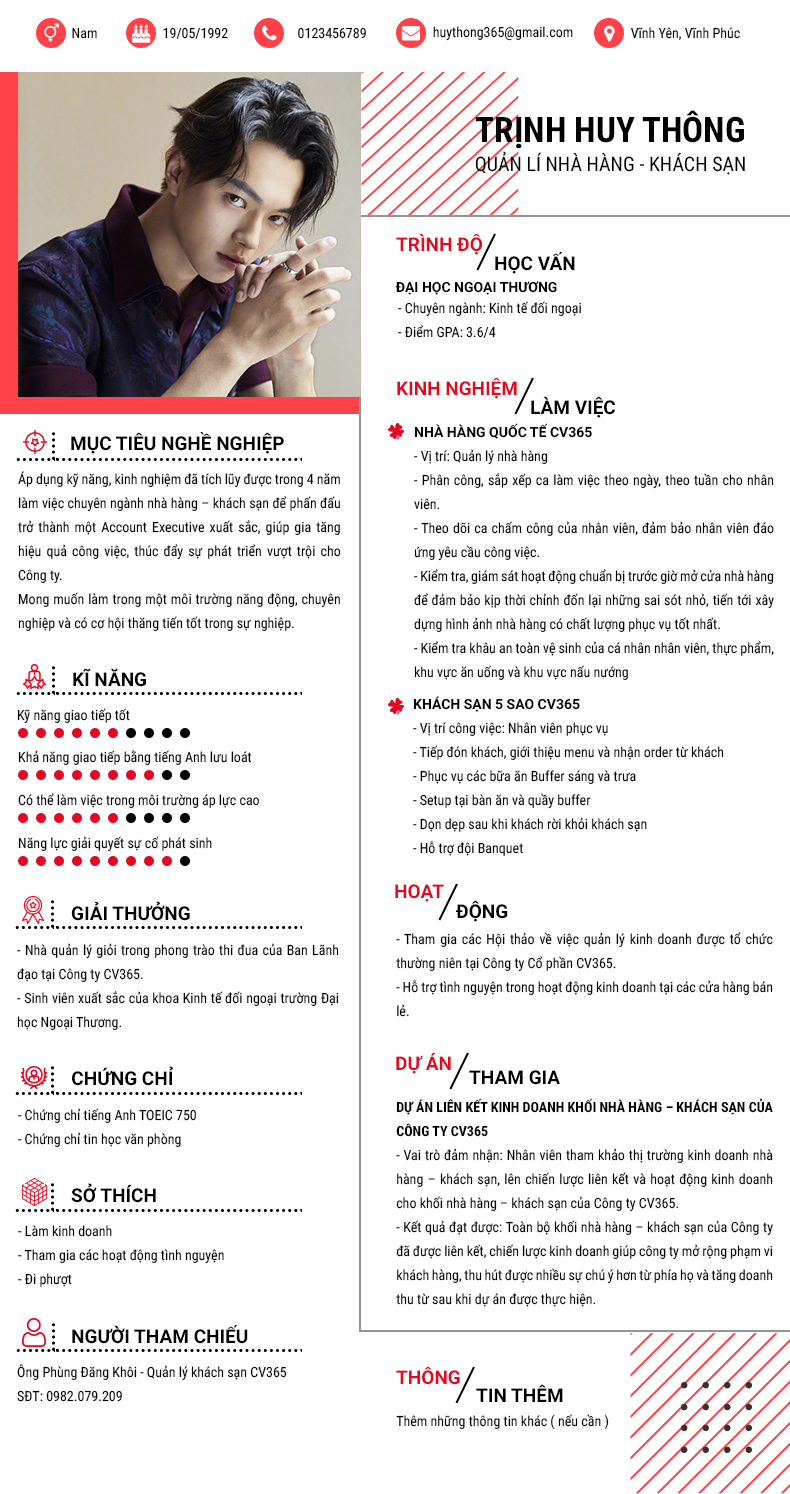 Nam
19/05/1992
0123456789
huythong365@gmail.com
Vĩnh Yên, Vĩnh Phúc
TRỊNH HUY THÔNG
QUẢN LÍ NHÀ HÀNG - KHÁCH SẠN
MỤC TIÊU NGHỀ NGHIỆP
Áp dụng kỹ năng, kinh nghiệm đã tích lũy được trong 4 năm
làm việc chuyên ngành nhà hàng – khách sạn để phấn đấu
trở thành một Account Executive xuất sắc, giúp gia tăng
hiệu quả công việc, thúc đẩy sự phát triển vượt trội cho
Công ty.
Mong muốn làm trong một môi trường năng động, chuyên
nghiệp và có cơ hội thăng tiến tốt trong sự nghiệp.
KĨ NĂNG
Kỹ năng giao tiếp tốt
Khả năng giao tiếp bằng tiếng Anh lưu loát
Có thể làm việc trong môi trường áp lực cao
Năng lực giải quyết sự cố phát sinh
GIẢI THƯỞNG
- Nhà quản lý giỏi trong phong trào thi đua của Ban Lãnh
đạo tại Công ty CV365.
- Sinh viên xuất sắc của khoa Kinh tế đối ngoại trường Đại
học Ngoại Thương.
CHỨNG CHỈ
- Chứng chỉ tiếng Anh TOEIC 750
- Chứng chỉ tin học văn phòng
SỞ THÍCH
- Làm kinh doanh
- Tham gia các hoạt động tình nguyện
- Đi phượt
NGƯỜI THAM CHIẾU
Ông Phùng Đăng Khôi - Quản lý khách sạn CV365
SĐT: 0982.079.209
TRÌNH ĐỘ
HỌC VẤN
ĐẠI HỌC NGOẠI THƯƠNG
- Chuyên ngành: Kinh tế đối ngoại
- Điểm GPA: 3.6/4
KINH NGHIỆM
LÀM VIỆC
NHÀ HÀNG QUỐC TẾ CV365
- Vị trí: Quản lý nhà hàng
- Phân công, sắp xếp ca làm việc theo ngày, theo tuần cho nhân
viên.
- Theo dõi ca chấm công của nhân viên, đảm bảo nhân viên đáo
ứng yêu cầu công việc.
- Kiểm tra, giám sát hoạt động chuẩn bị trước giờ mở cửa nhà hàng
để đảm bảo kịp thời chỉnh đốn lại những sai sót nhỏ, tiến tới xây
dựng hình ảnh nhà hàng có chất lượng phục vụ tốt nhất.
- Kiểm tra khâu an toàn vệ sinh của cá nhân nhân viên, thực phẩm,
khu vực ăn uống và khu vực nấu nướng
KHÁCH SẠN 5 SAO CV365
- Vị trí công việc: Nhân viên phục vụ
- Tiếp đón khách, giới thiệu menu và nhận order từ khách
- Phục vụ các bữa ăn Buffer sáng và trưa
- Setup tại bàn ăn và quầy buffer
- Dọn dẹp sau khi khách rời khỏi khách sạn
- Hỗ trợ đội Banquet
HOẠT
ĐỘNG
- Tham gia các Hội thảo về việc quản lý kinh doanh được tổ chức
thường niên tại Công ty Cổ phần CV365.
- Hỗ trợ tình nguyện trong hoạt động kinh doanh tại các cửa hàng bán
lẻ.
DỰ ÁN
THAM GIA
DỰ ÁN LIÊN KẾT KINH DOANH KHỐI NHÀ HÀNG – KHÁCH SẠN CỦA
CÔNG TY CV365
- Vai trò đảm nhận: Nhân viên tham khảo thị trường kinh doanh nhà
hàng – khách sạn, lên chiến lược liên kết và hoạt động kinh doanh
cho khối nhà hàng – khách sạn của Công ty CV365.
- Kết quả đạt được: Toàn bộ khối nhà hàng – khách sạn của Công ty
đã được liên kết, chiến lược kinh doanh giúp công ty mở rộng phạm vi
khách hàng, thu hút được nhiều sự chú ý hơn từ phía họ và tăng doanh
thu từ sau khi dự án được thực hiện.
THÔNG
TIN THÊM
Thêm những thông tin khác ( nếu cần )